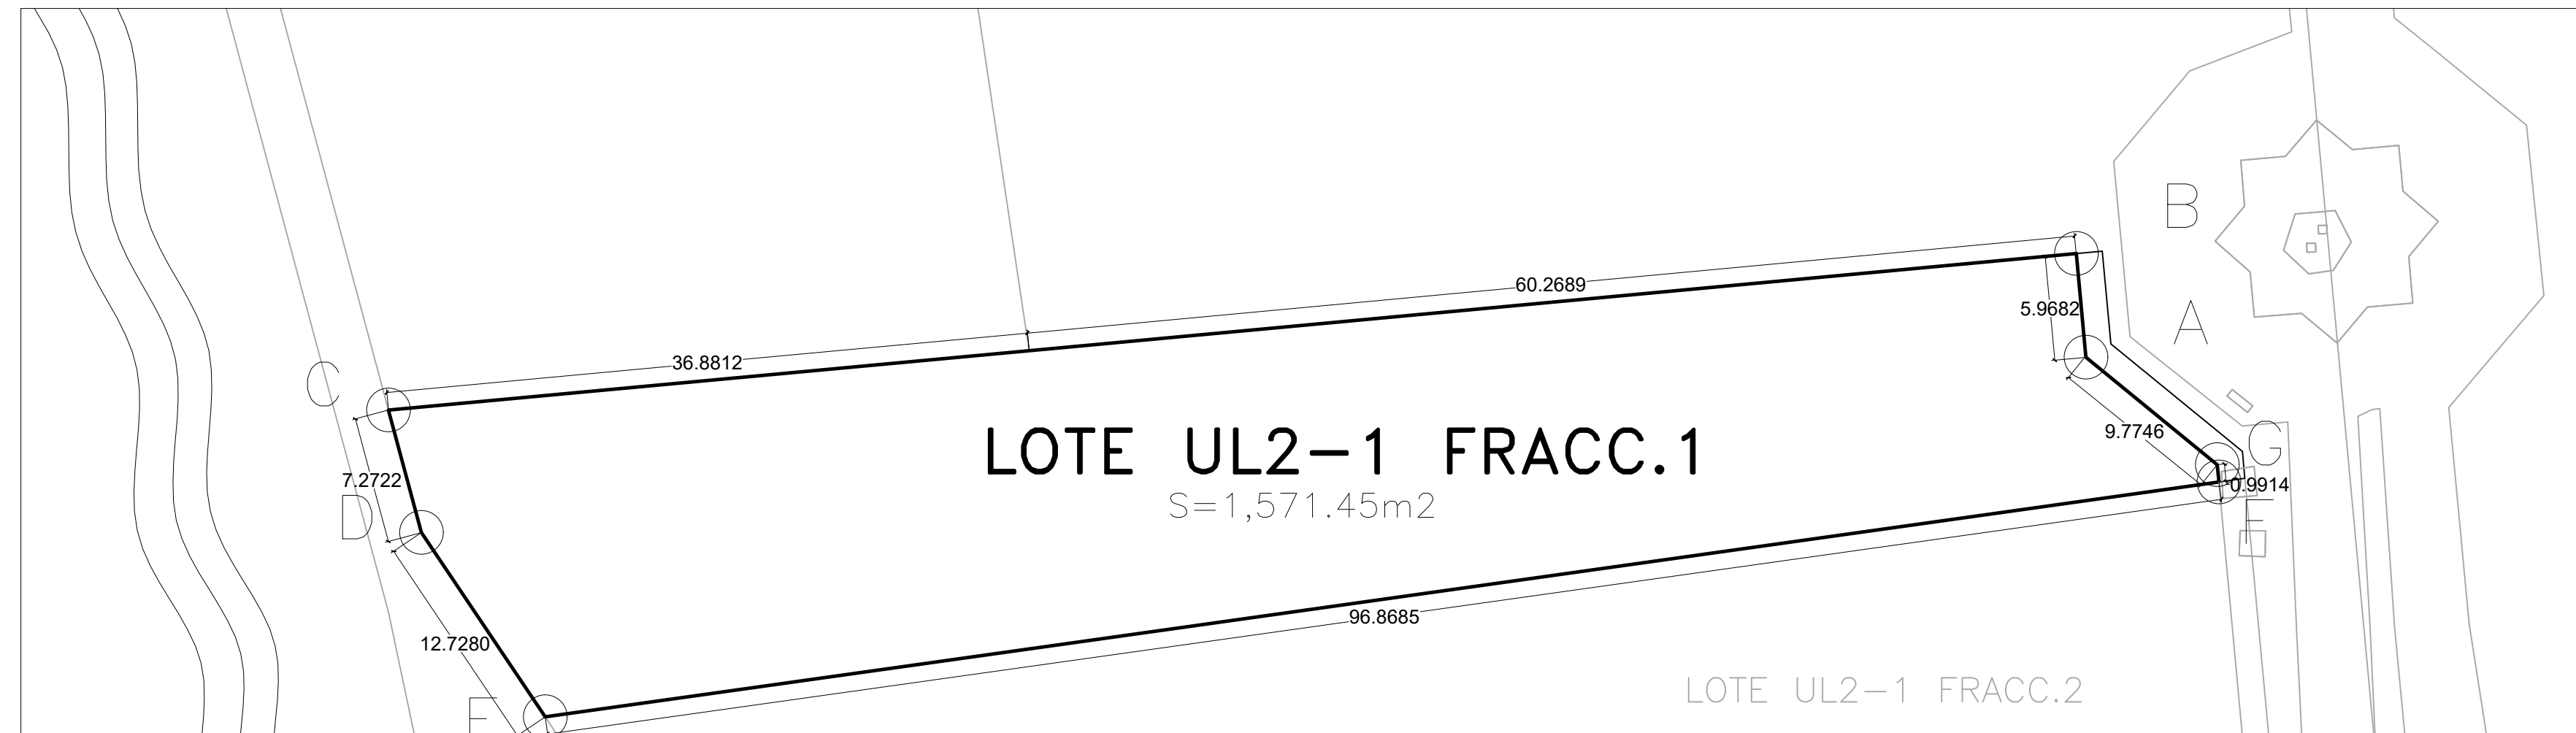 B
60.2689
5.9682
A
36.8812
C
9.7746
G
LOTE UL2-1 FRACC.1
7.2722
0.9914
S=1,571.45m2
D
F
96.8685
12.7280
LOTE UL2-1 FRACC.2
E